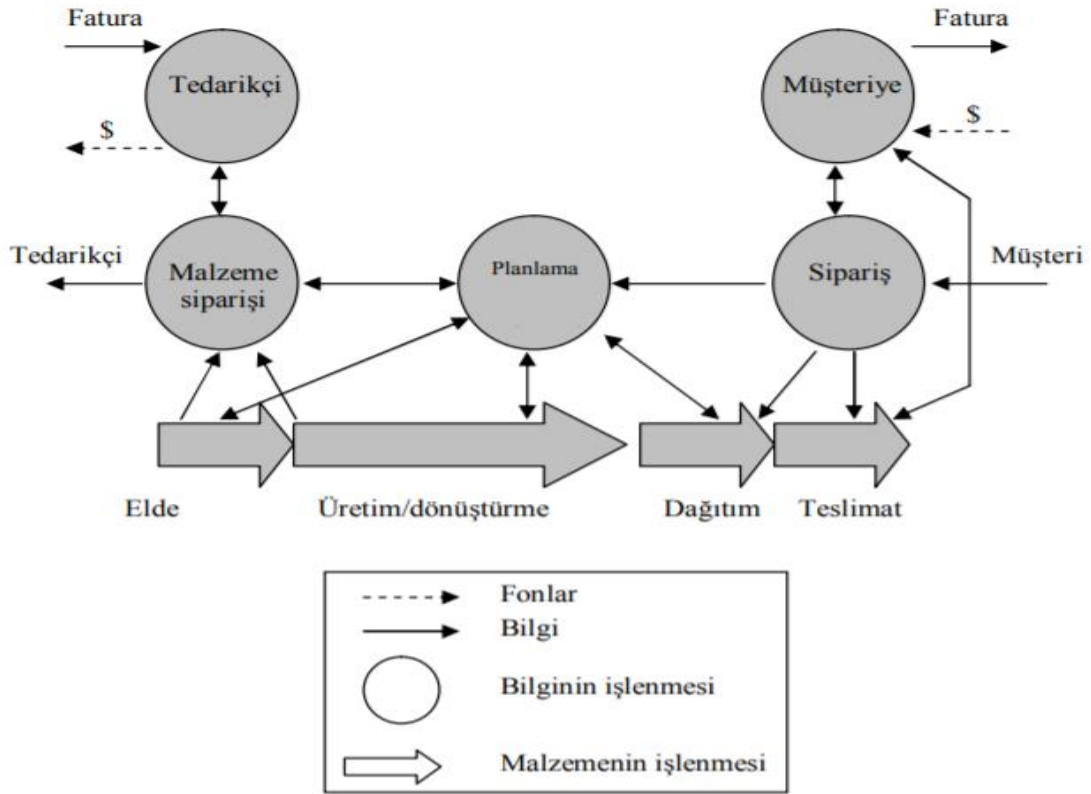 Fatura
Fatura
Tedarikçi
Müşteriye
$
$
Tedarikçi
Malzeme
siparişi
Planlama
Sipariş
Müşteri
Elde
Üretim/dönüştürme
Dağıtım
Teslimat
Fonlar
Bilgi
Bilginin işlenmesi
Malzemenin işlenmesi